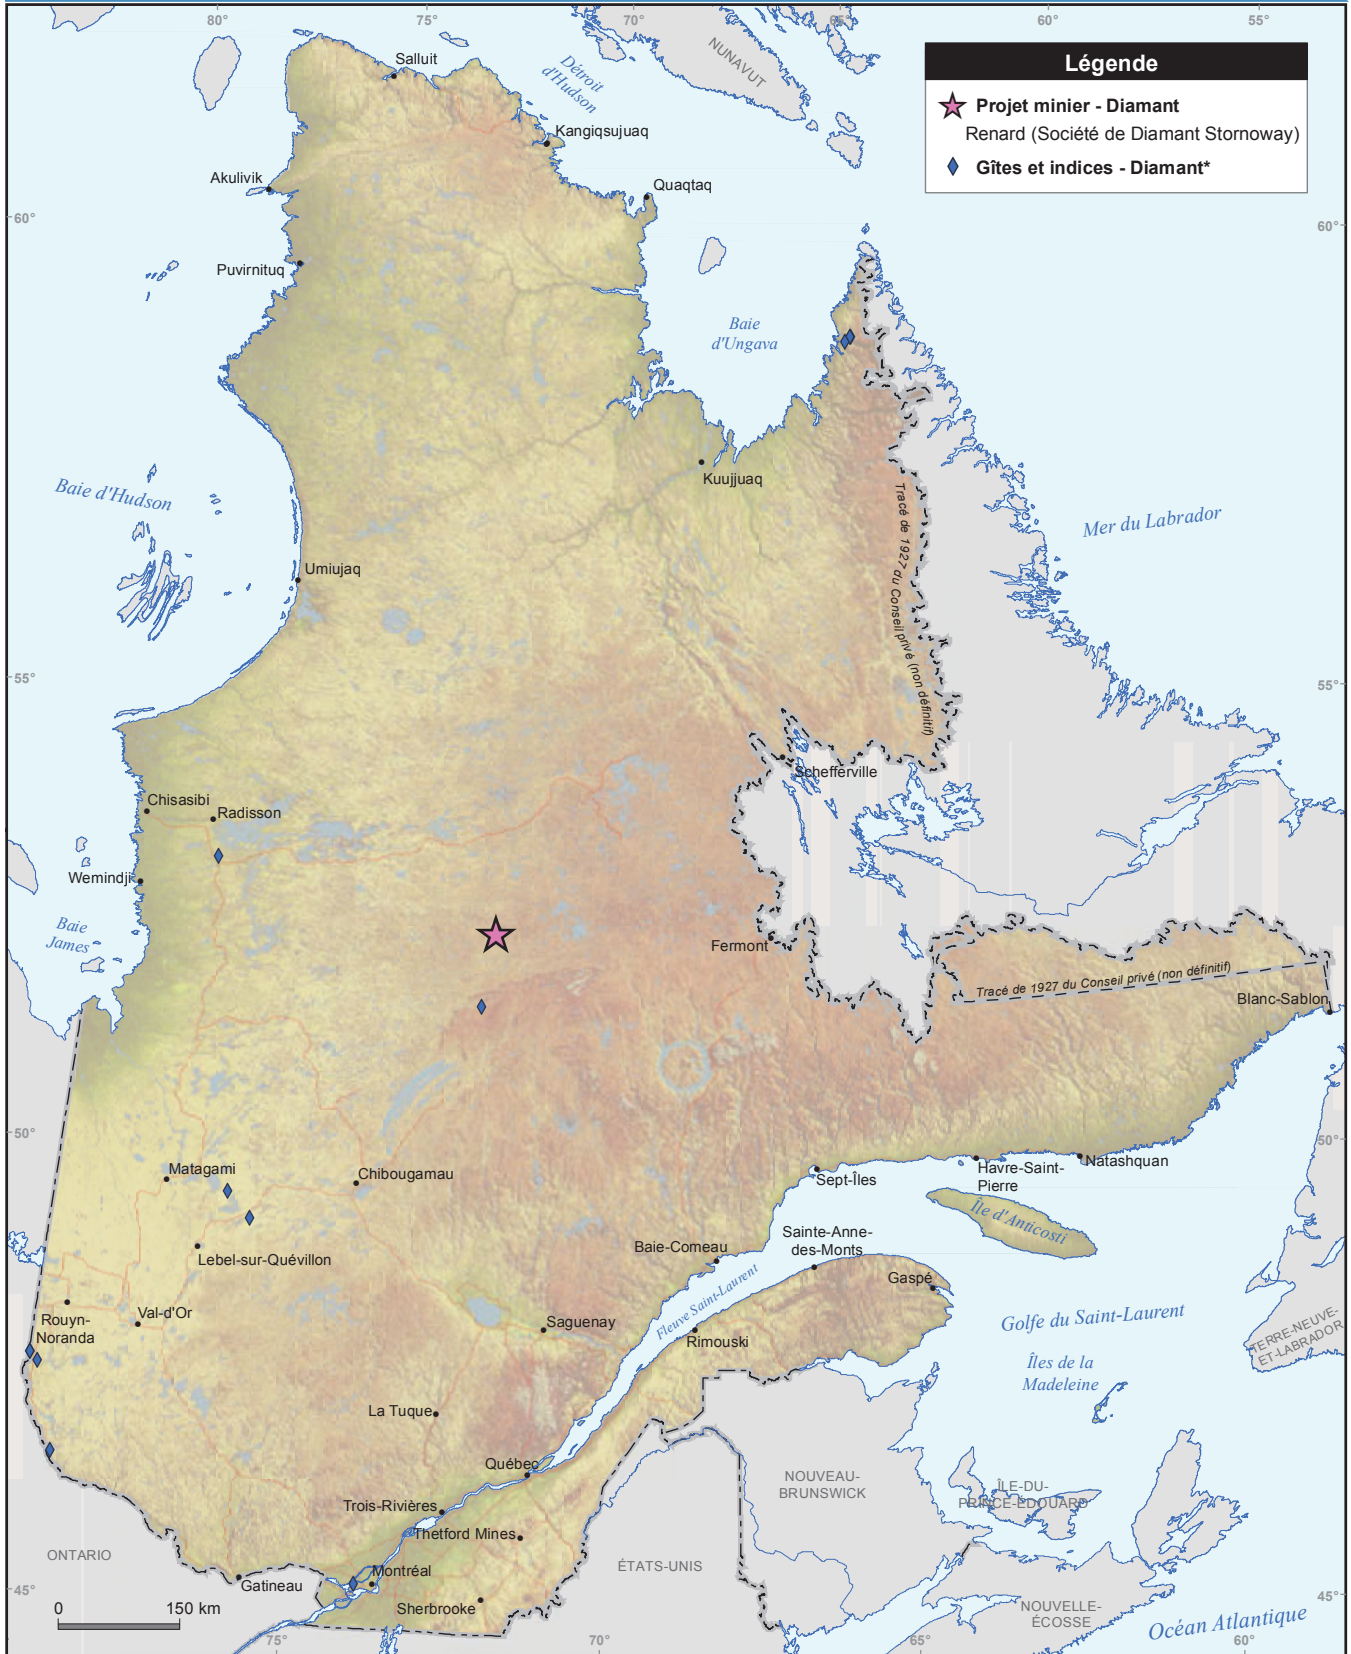 80°
75°
70°
65°
60°
55°
Légende
Projet minier - Diamant
Renard (Société de Diamant Stornoway)
Gîtes et indices - Diamant*
NUNAVUT
Salluit
Détroit
d'Hudson
Kangiqsujuaq
Akulivik
Quaqtaq
60°
60°
Puvirnituq
Baie
d'Ungava
Kuujjuaq
Baie d'Hudson
Mer du Labrador
Tracé de 1927 du Conseil privé (non définitif)
Umiujaq
55°
55°
Schefferville
Chisasibi
Radisson
Wemindji
Baie
James
Fermont
Tracé de 1927 du Conseil privé (non définitif)
Blanc-Sablon
50°
50°
Matagami
Chibougamau
Sept-Îles
Havre-Saint-
Pierre
Natashquan
Île d'Anticosti
Lebel-sur-Quévillon
Baie-Comeau
Sainte-Anne-
des-Monts
Gaspé
Fleuve Saint-Laurent
Rouyn-
Noranda
Val-d'Or
Saguenay
Rimouski
Golfe du Saint-Laurent
TERRE-NEUVE-
ET-LABRADOR
Îles de la
Madeleine
La Tuque
Québec
NOUVEAU-
BRUNSWICK
ÎLE-DU-
PRINCE-ÉDOUARD
Trois-Rivières
Thetford Mines
ONTARIO
ÉTATS-UNIS
Gatineau
Montréal
Sherbrooke
NOUVELLE-
ÉCOSSE
Océan Atlantique
45°
45°
0 150 km
75°
70°
65°
60°